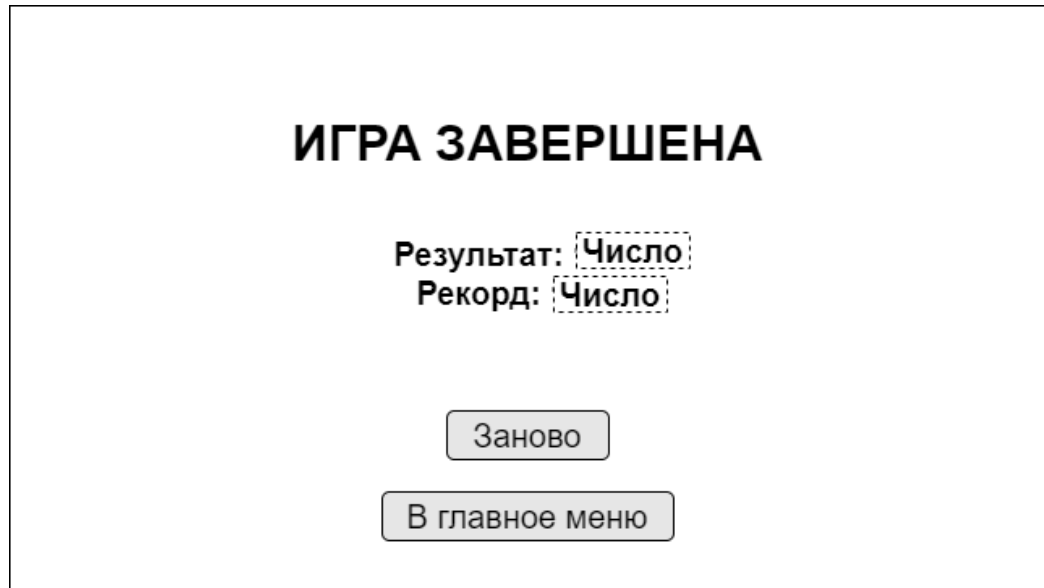 ИГРА ЗАВЕРШЕНА
Результат: Число
Рекорд: Число
Заново
В главное меню